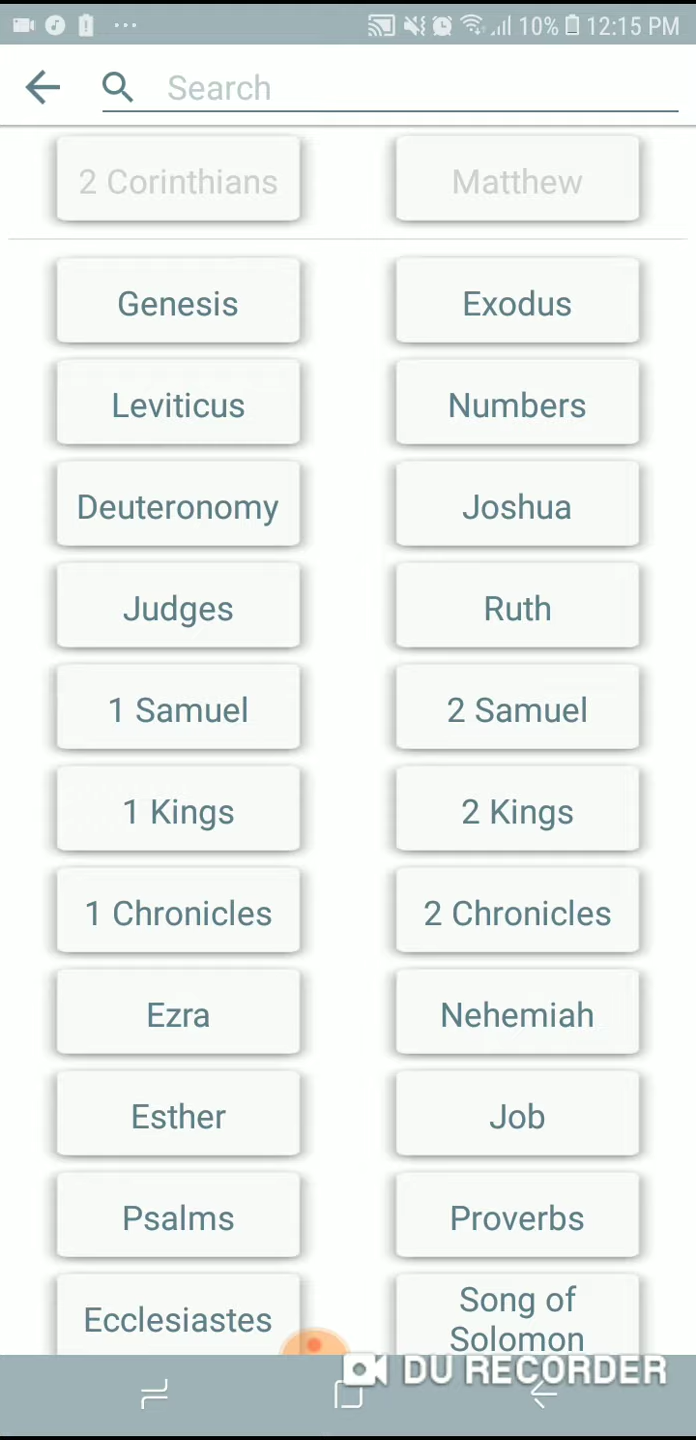 10% 12:15 PM
Search
2 Corinthians Matthew
Genesis Exodus
Leviticus Numbers
Deuteronomy Joshua
Judges Ruth
1 Samuel 2 Samuel
1 Kings 2 Kings
1 Chronicles 2 Chronicles
Ezra Nehemiah
Esther Job
Psalms Proverbs
Ecclesiastes Song of
Solomon
DU RECORDER